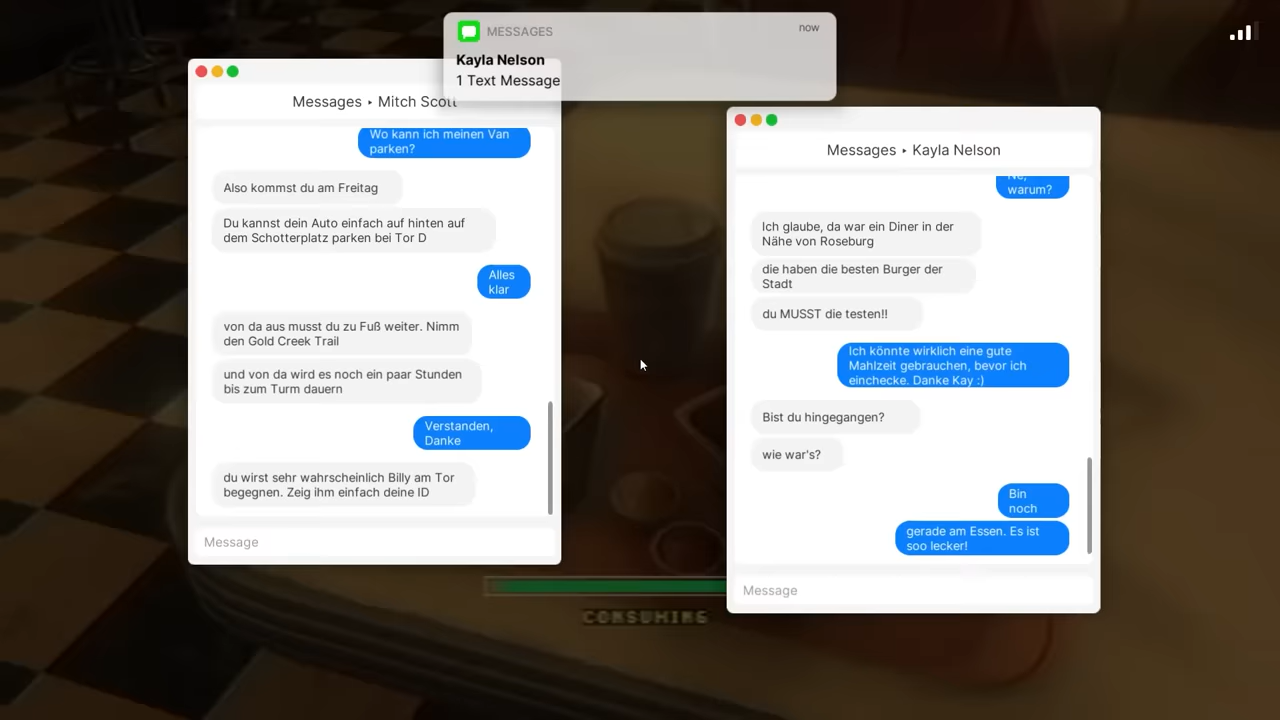 MESSAGES
now
Kayla Nelson
1 Text Message
Messages ‣ Mitch Scott
Wo kann ich meinen Van
parken?
Also kommst du am Freitag
Du kannst dein Auto einfach auf hinten auf
dem Schotterplatz parken bei Tor D
Alles
klar
von da aus musst du zu Fuß weiter. Nimm
den Gold Creek Trail
und von da wird es noch ein paar Stunden
bis zum Turm dauern
Verstanden,
Danke
du wirst sehr wahrscheinlich Billy am Tor
begegnen. Zeig ihm einfach deine ID
Message
Messages ‣ Kayla Nelson
Ne,
warum?
Ich glaube, da war ein Diner in der
Nähe von Roseburg
die haben die besten Burger der
Stadt
du MUSST die testen!!
Ich könnte wirklich eine gute
Mahlzeit gebrauchen, bevor ich
einchecke. Danke Kay :)
Bist du hingegangen?
wie war's?
Bin
noch
gerade am Essen. Es ist
soo lecker!
Message
CONSUMING